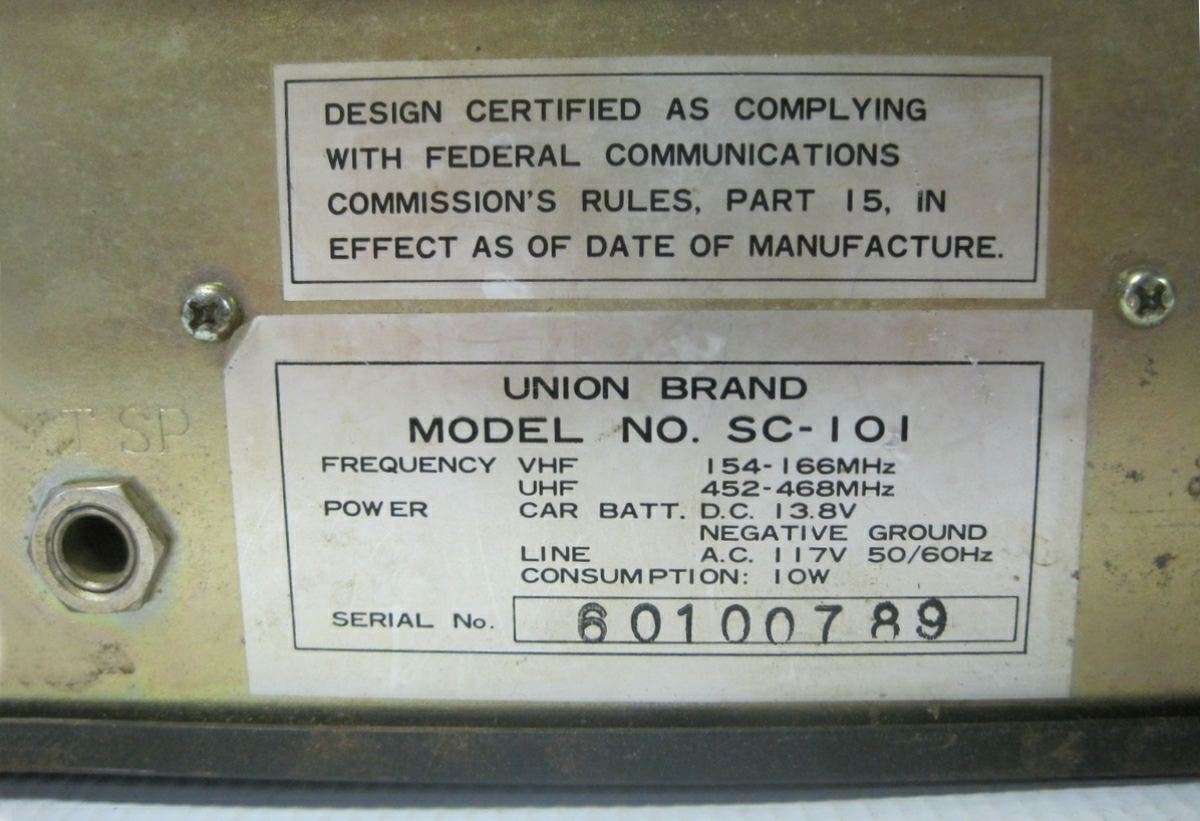 DESIGN CERTIFIED AS COMPLYING
WITH FEDERAL COMMUNICATIONS
COMMISSION'S RULES, PART 15, IN
EFFECT AS OF DATE OF MANUFACTURE.
T SP
UNION BRAND
MODEL NO. SC-101
FREQUENCY VHF 154-166MHz
UHF 452-468MHz
POWER CAR BATT. D.C. 13.8V
NEGATIVE GROUND
LINE A.C. 117V 50/60Hz
CONSUMPTION: 10W
SERIAL No. 60100789